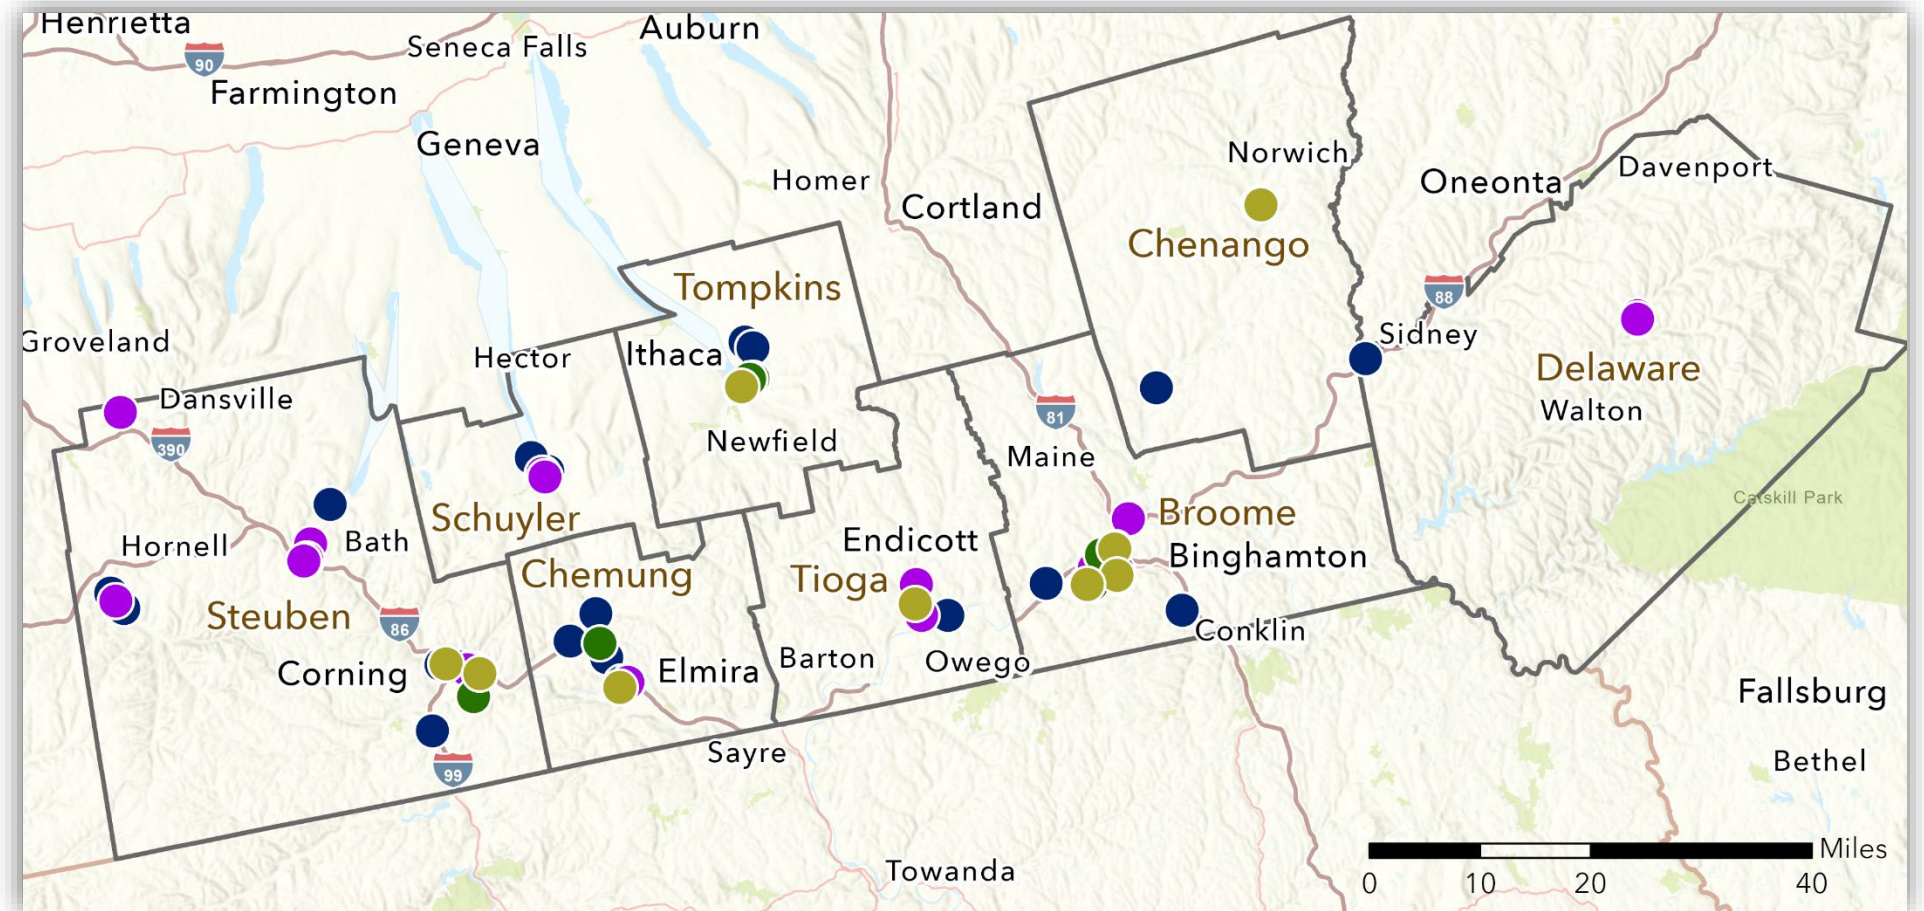 Henrietta
Auburn
Seneca Falls
90
Farmington
Geneva
Norwich
Davenport
Homer
Oneonta
Cortland
Chenango
Tompkins
88
Sidney
Groveland
Hector
Ithaca
Delaware
Dansville
Walton
81
390
Newfield
Maine
Catskill Park
Schuyler
Broome
Hornell
Bath
Endicott
Binghamton
Chemung
Tioga
Steuben
86
Conklin
Corning
Elmira
Barton
Owego
Fallsburg
Sayre
99
Bethel
Miles
Towanda
0 10 20 40